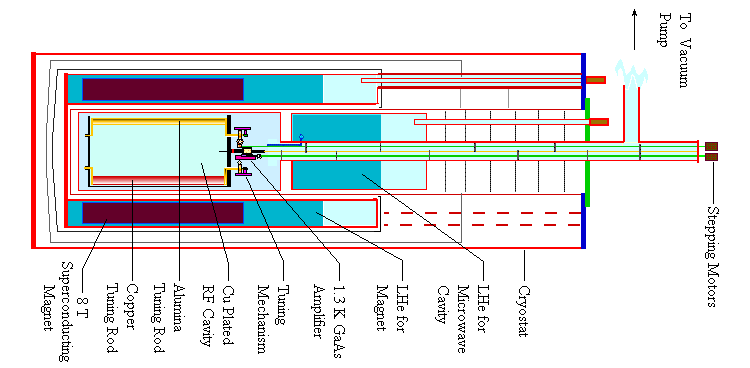 To Vacuum
Pump
Stepping Motors
Cryostat
LHe for
Microwave
Cavity
LHe for
Magnet
1.3 K GaAs
Amplifier
Tuning
Mechanism
Cu Plated
RF Cavity
Alumina
Tuning Rod
Copper
Tuning Rod
8 T
Superconducting
Magnet